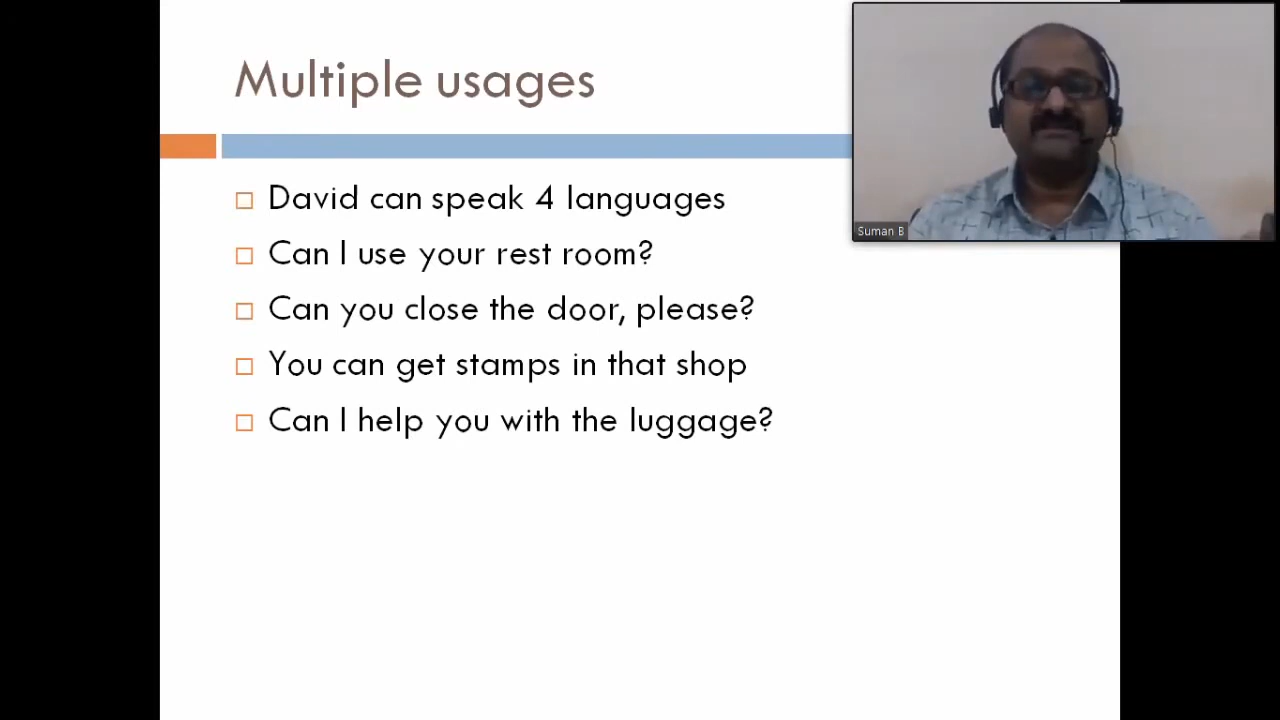 Multiple usages
David can speak 4 languages
Can I use your rest room?
Can you close the door, please?
You can get stamps in that shop
Can I help you with the luggage?
Suman B